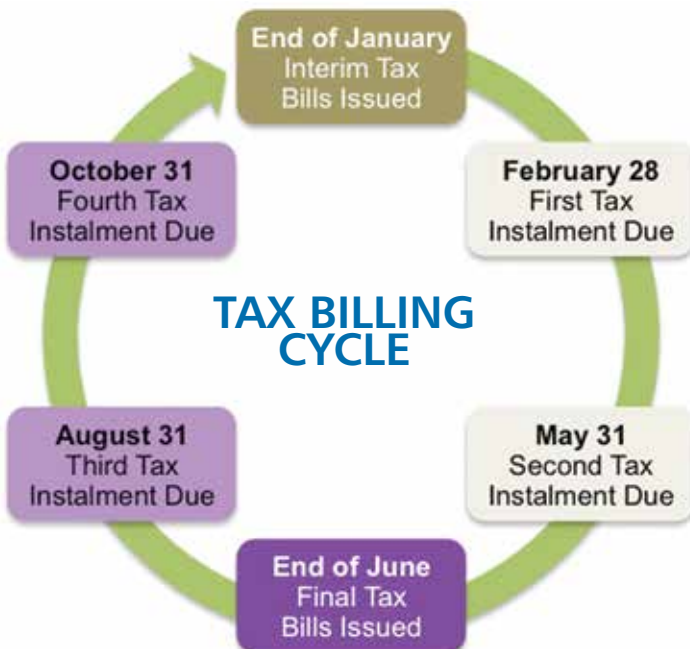 End of January
Interim Tax
Bills Issued
February 28
First Tax
Instalment Due
May 31
Second Tax
Instalment Due
End of June
Final Tax
Bills Issued
August 31
Third Tax
Instalment Due
October 31
Fourth Tax
Instalment Due
TAX BILLING
CYCLE